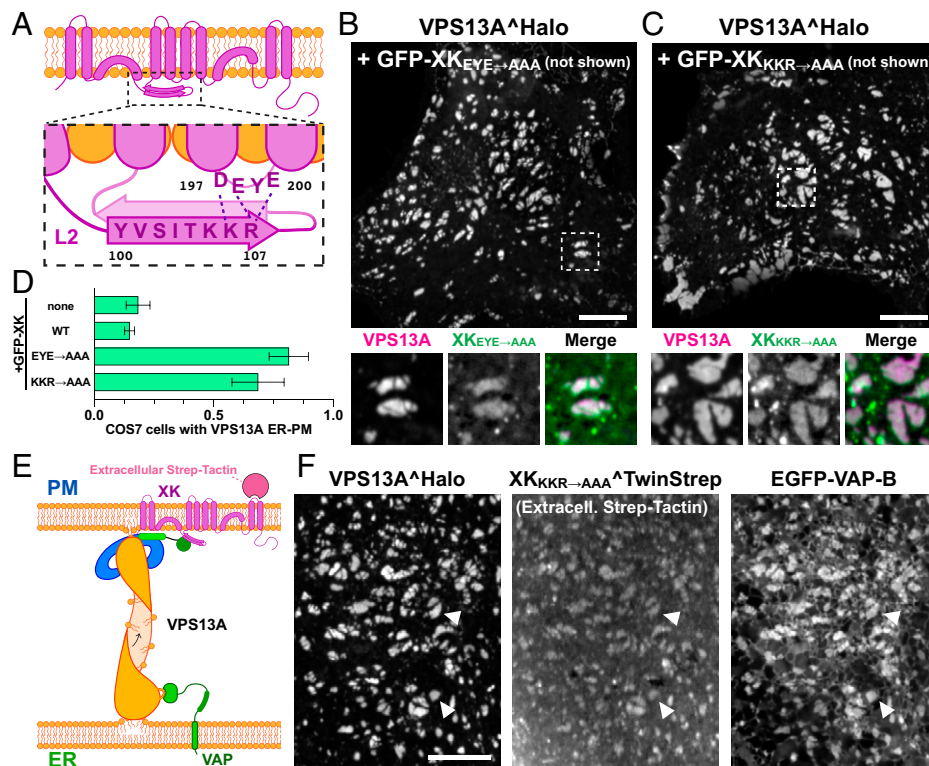 A
197 DEYE 200
L2
YVSITKKR
100
107
B
VPS13A^Halo
+ GFP-XKEYE→AAA (not shown)
VPS13A
XKEYE→AAA
Merge
C
VPS13A^Halo
+ GFP-XKKKR→AAA (not shown)
VPS13A
XKKKR→AAA
Merge
D
+GFP-XK
none
WT
EYE→AAA
KKR→AAA
0.0
0.5
1.0
COS7 cells with VPS13A ER-PM
E
Extracellular Strep-Tactin
PM
XK
VPS13A
ER
VAP
F
VPS13A^Halo
XKKKR→AAA^TwinStrep
(Extracell. Strep-Tactin)
EGFP-VAP-B